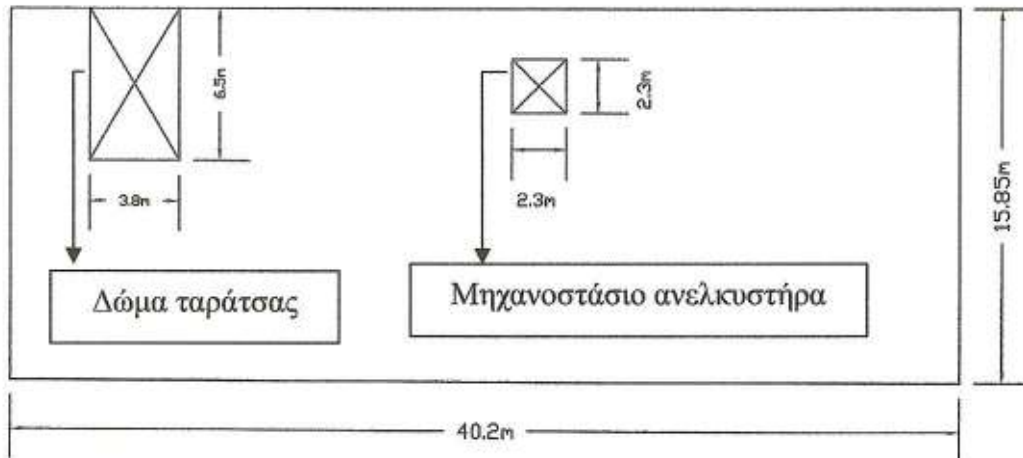 6.5m
3.8m
2.3m
2.3m
15.85m
Δώμα ταράτσας
Μηχανοστάσιο ανελκυστήρα
40.2m